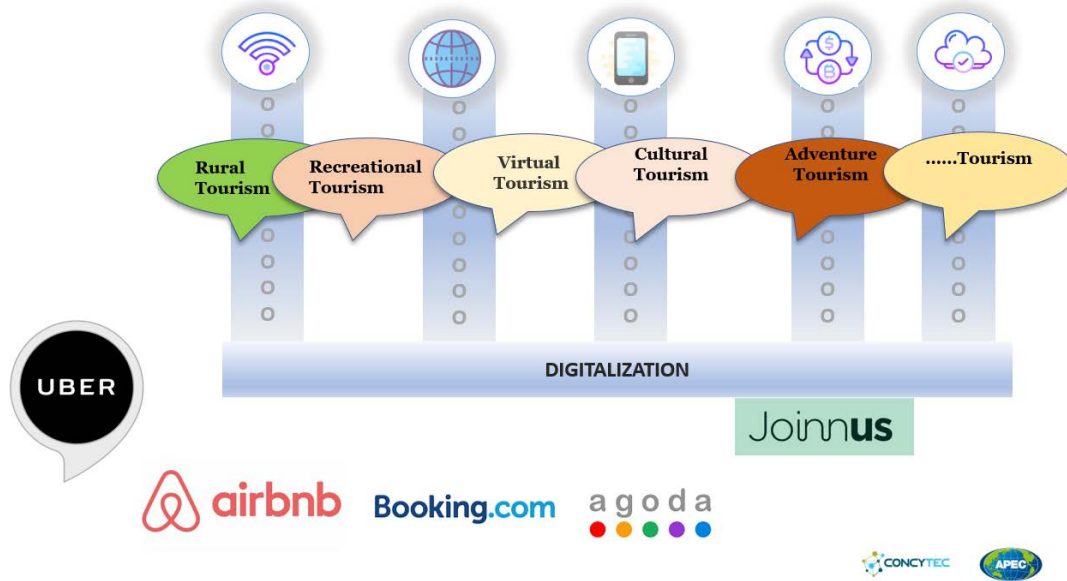 Rural
Tourism
Recreational
Tourism
Virtual
Tourism
Cultural
Tourism
Adventure
Tourism
......Tourism
DIGITALIZATION
UBER
Joinnus
airbnb
Booking.com
agoda
CONCYTEC
APEC